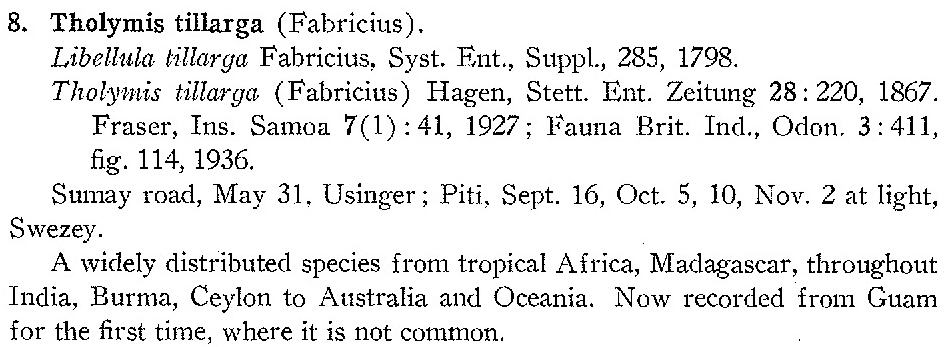 8. Tholymis tillarga (Fabricius).
Libellula tillarga Fabricius, Syst. Ent., Suppl., 285, 1798.
Tholymis tillarga (Fabricius) Hagen, Stett. Ent. Zeitung 28:220, 1867.
Fraser, Ins. Samoa 7(1):41, 1927; Fauna Brit. Ind., Odon. 3:411,
fig. 114, 1936.
Sumay road, May 31, Usinger; Piti, Sept. 16, Oct. 5, 10, Nov. 2 at light,
Swezey.
A widely distributed species from tropical Africa, Madagascar, throughout
India, Burma, Ceylon to Australia and Oceania. Now recorded from Guam
for the first time, where it is not common.